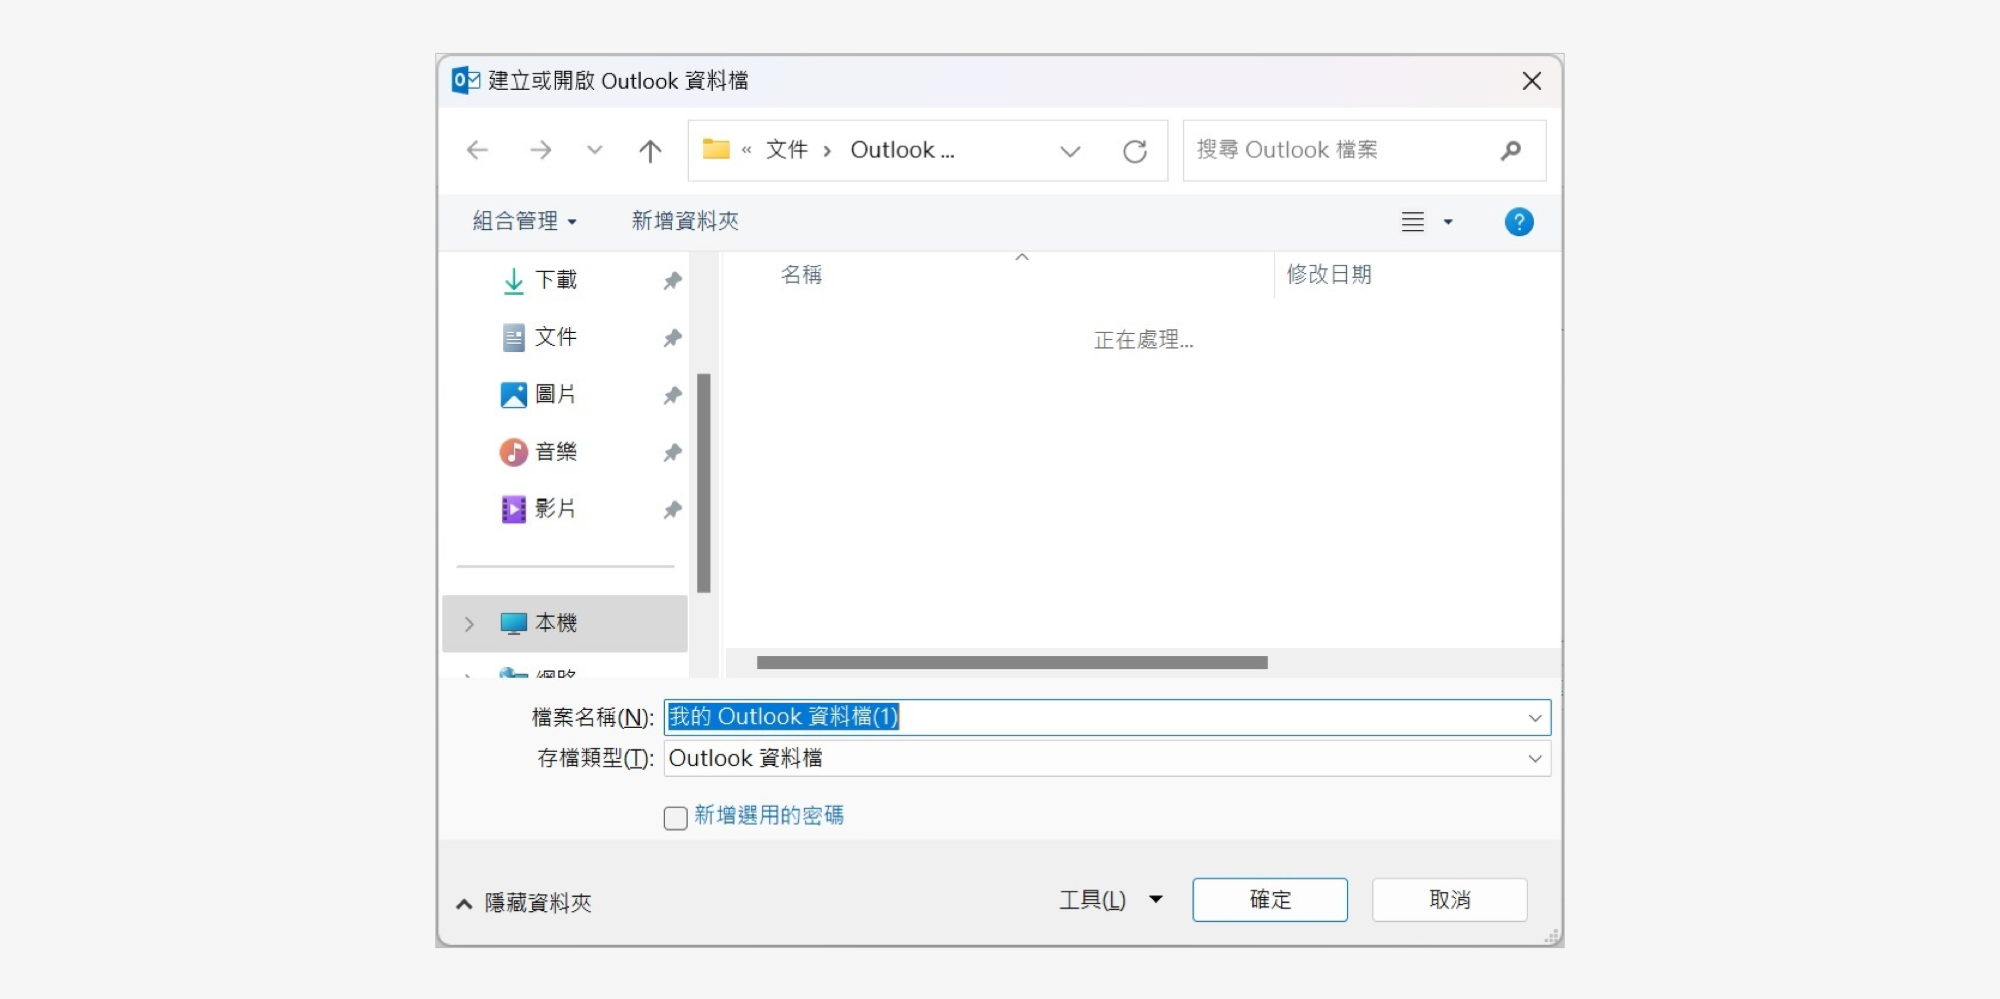 建立或開啟 Outlook 資料檔
« 文件 › Outlook ...
搜尋 Outlook 檔案
組合管理
新增資料夾
名稱
修改日期
下載
文件
圖片
音樂
影片
本機
網路
正在處理...
檔案名稱(N): 我的 Outlook 資料檔(1)
存檔類型(T): Outlook 資料檔
新增選用的密碼
隱藏資料夾
工具(L)
確定
取消